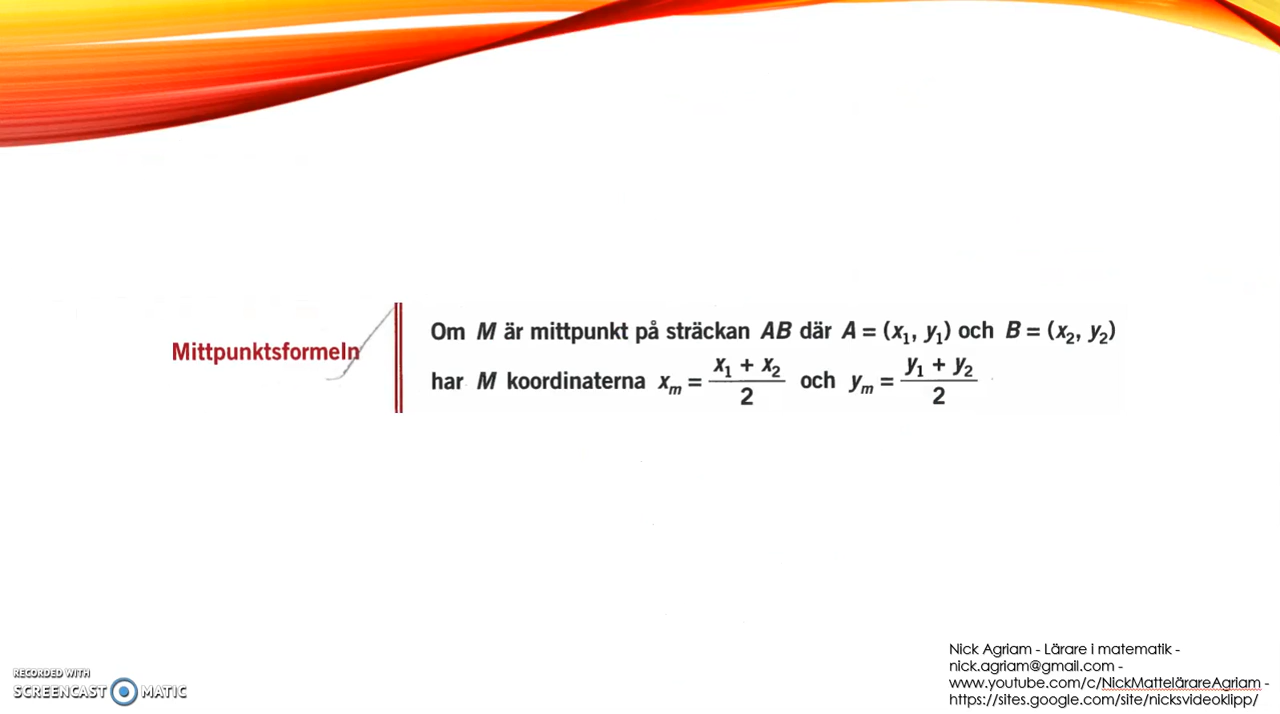 Mittpunktsformeln
Om M är mittpunkt på sträckan AB där A = (x₁, y₁) och B = (x₂, y₂)
har M koordinaterna xₘ = (x₁ + x₂)/2 och yₘ = (y₁ + y₂)/2
Nick Agriam - Lärare i matematik -
nick.agriam@gmail.com -
www.youtube.com/c/NickMattelärareAgriam -
https://sites.google.com/site/nicksvideoklipp/
RECORDED WITH
SCREENCAST MATIC